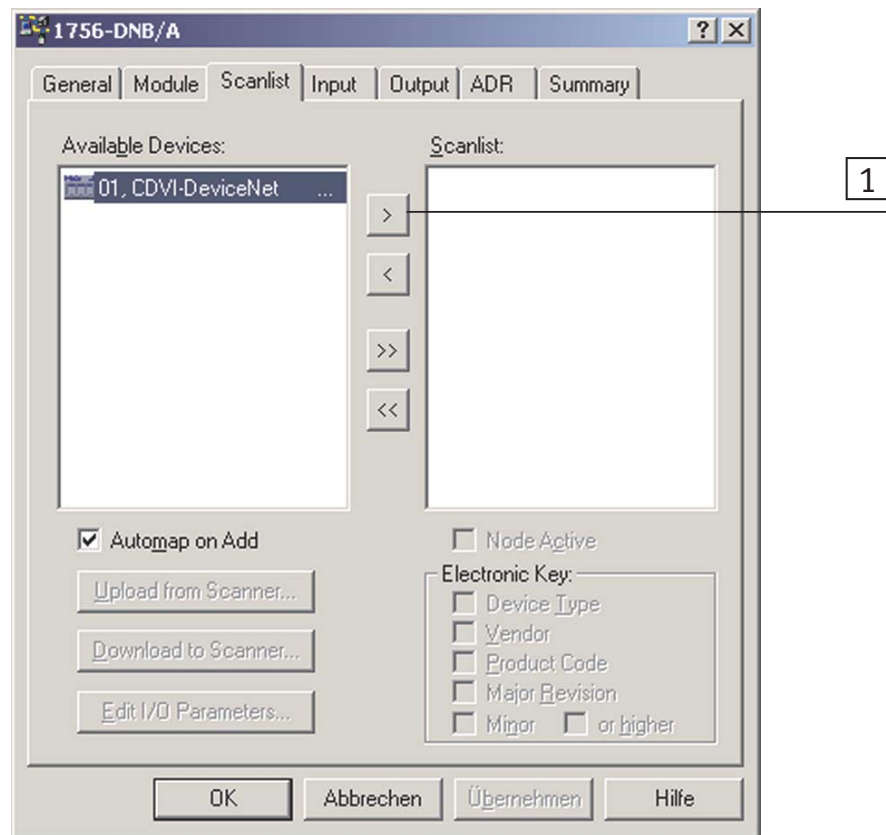 1756-DNB/A
General Module Scanlist Input Output ADR Summary
Available Devices:
01, CDVI-DeviceNet ...
>
<
>>
<<
Scanlist:
1
Automap on Add
Upload from Scanner...
Download to Scanner...
Edit I/O Parameters...
Node Active
Electronic Key:
Device Type
Vendor
Product Code
Major Revision
Minor or higher
OK Abbrechen Übernehmen Hilfe